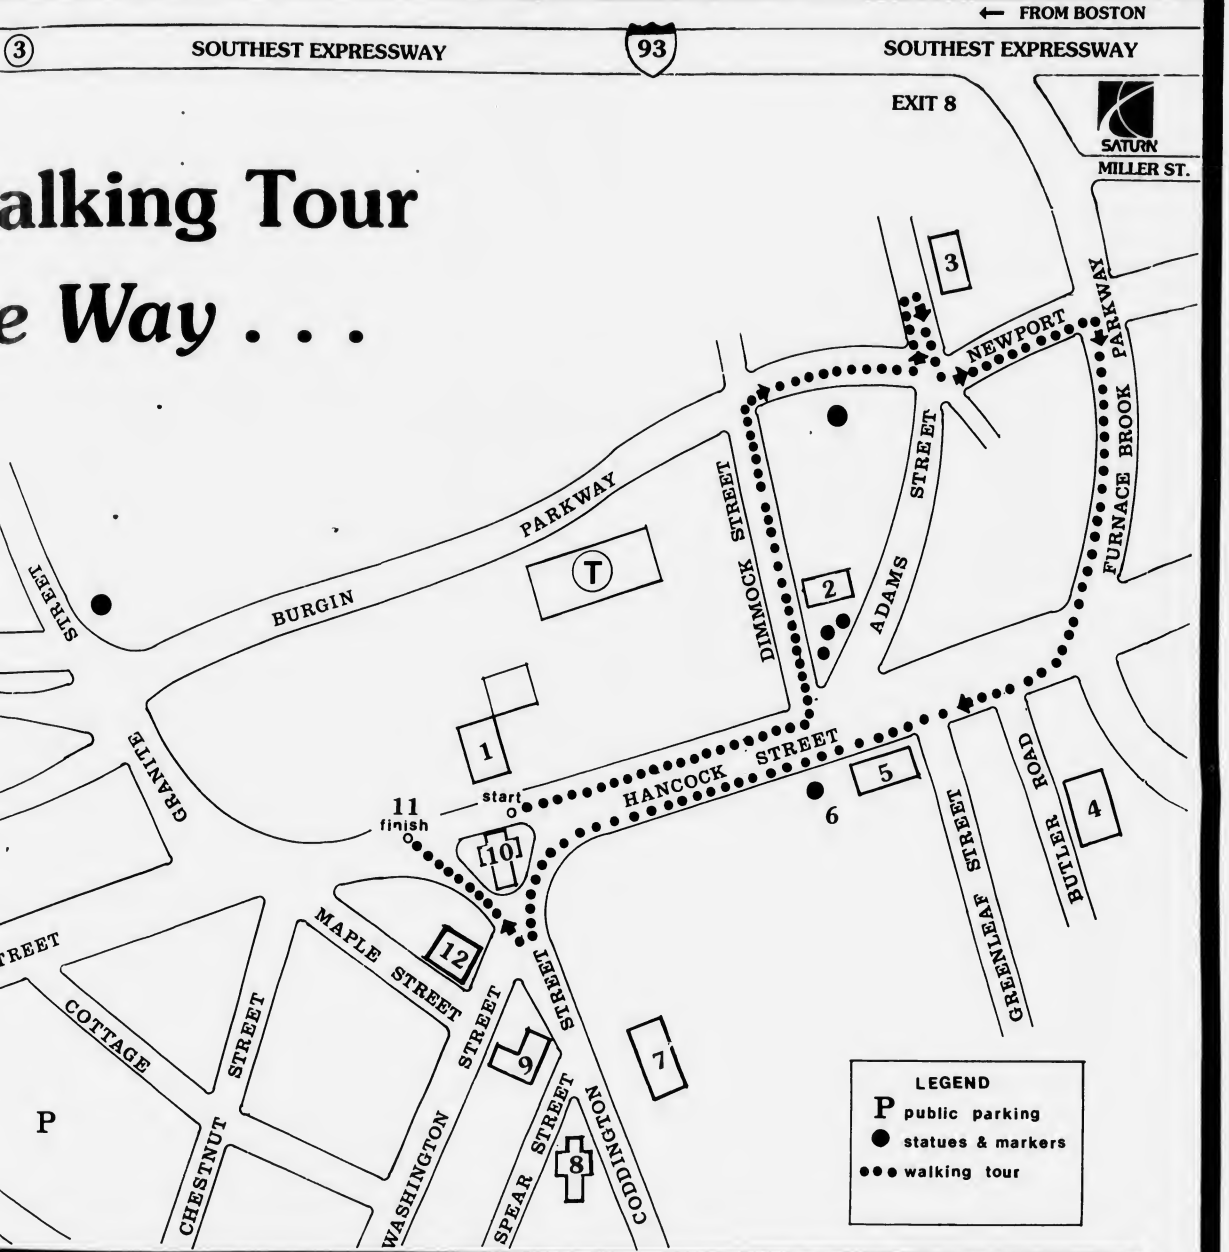 ← FROM BOSTON
3 SOUTHEST EXPRESSWAY 93 SOUTHEST EXPRESSWAY
EXIT 8
SATURN
MILLER ST.
alking Tour
e Way . . .
3
NEWPORT
FURNACE BROOK PARKWAY
BURGIN PARKWAY
T
DIMMOCK STREET
ADAMS STREET
2
STREET
GRANITE
1
start
HANCOCK STREET
5
6
4
BUTLER ROAD
GREENLEAF STREET
11
finish
10
12
MAPLE STREET
TREET
COTTAGE
CHESTNUT STREET
WASHINGTON STREET
9
SPEAR STREET
CODDINGTON STREET
7
8
P
LEGEND
P public parking
● statues & markers
●●● walking tour